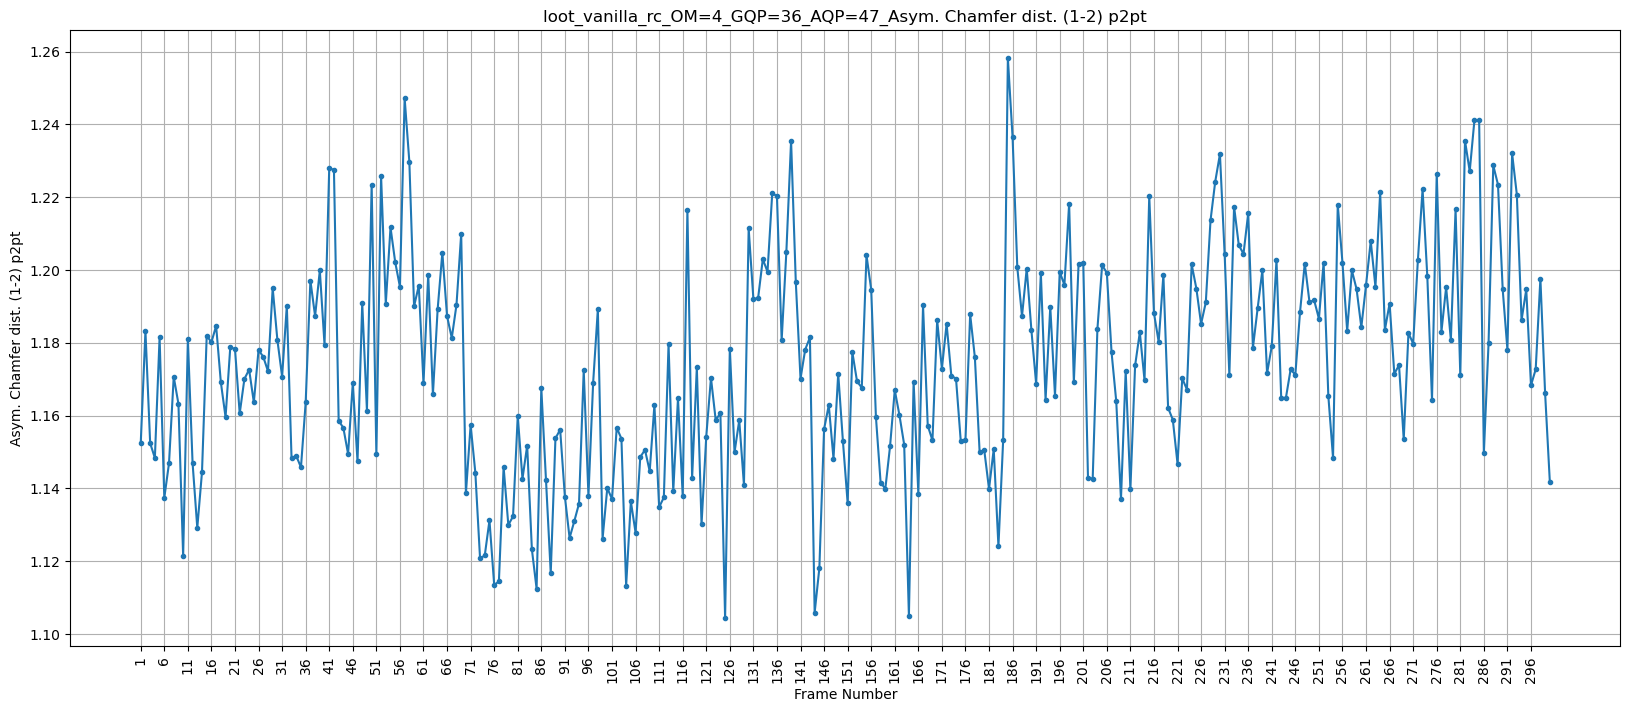 loot_vanilla_rc_OM=4_GQP=36_AQP=47_Asym. Chamfer dist. (1-2) p2pt
Asym. Chamfer dist. (1-2) p2pt
1.26
1.24
1.22
1.20
1.18
1.16
1.14
1.12
1.10
1 6 11 16 21 26 31 36 41 46 51 56 61 66 71 76 81 86 91 96 101 106 111 116 121 126 131 136 141 146 151 156 161 166 171 176 181 186 191 196 201 206 211 216 221 226 231 236 241 246 251 256 261 266 271 276 281 286 291 296
Frame Number